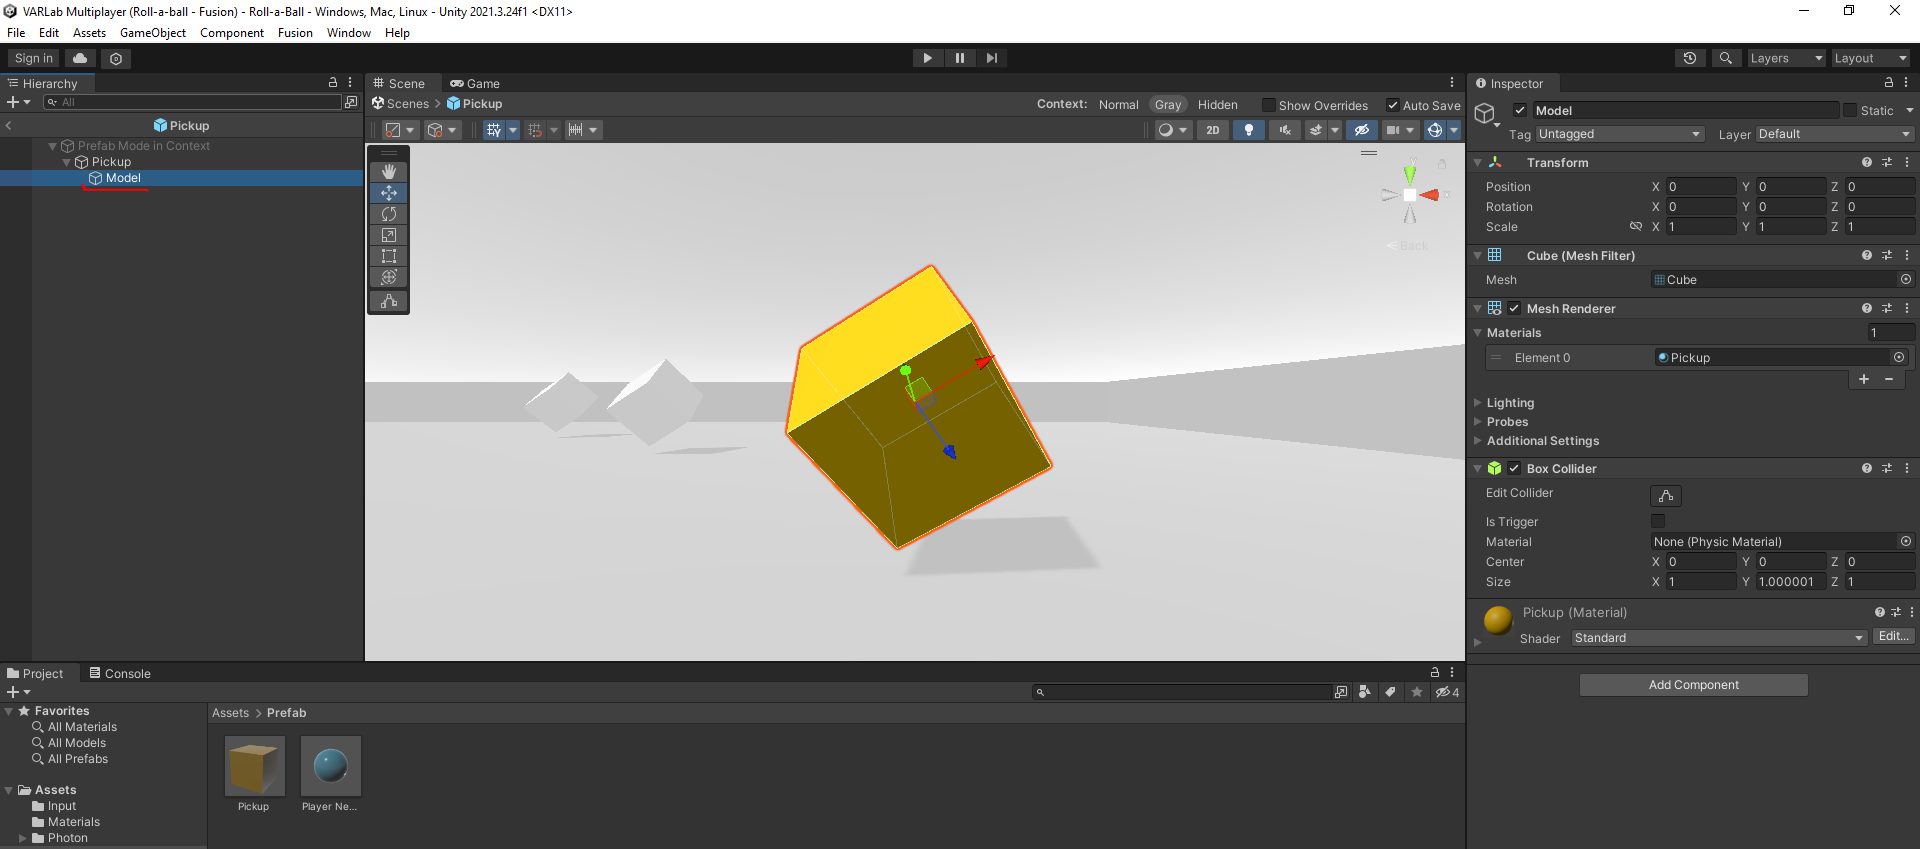 VARLab Multiplayer (Roll-a-ball - Fusion) - Roll-a-Ball - Windows, Mac, Linux - Unity 2021.3.24f1 <DX11>
File Edit Assets GameObject Component Fusion Window Help
Sign in
Layers Layout
Hierarchy
All
Pickup
Prefab Mode in Context
Pickup
Model
Scene Game
Scenes > Pickup
Context: Normal Gray Hidden Show Overrides Auto Save
2D
Y
X
Back
Inspector
Model Static
Tag Untagged Layer Default
Transform
Position X 0 Y 0 Z 0
Rotation X 0 Y 0 Z 0
Scale X 1 Y 1 Z 1
Cube (Mesh Filter)
Mesh Cube
Mesh Renderer
Materials 1
Element 0 Pickup
Lighting
Probes
Additional Settings
Box Collider
Edit Collider
Is Trigger
Material None (Physic Material)
Center X 0 Y 0 Z 0
Size X 1 Y 1.000001 Z 1
Pickup (Material)
Shader Standard Edit...
Add Component
Project Console
4
Favorites
All Materials
All Models
All Prefabs
Assets
Input
Materials
Photon
Assets > Prefab
Pickup Player Ne...